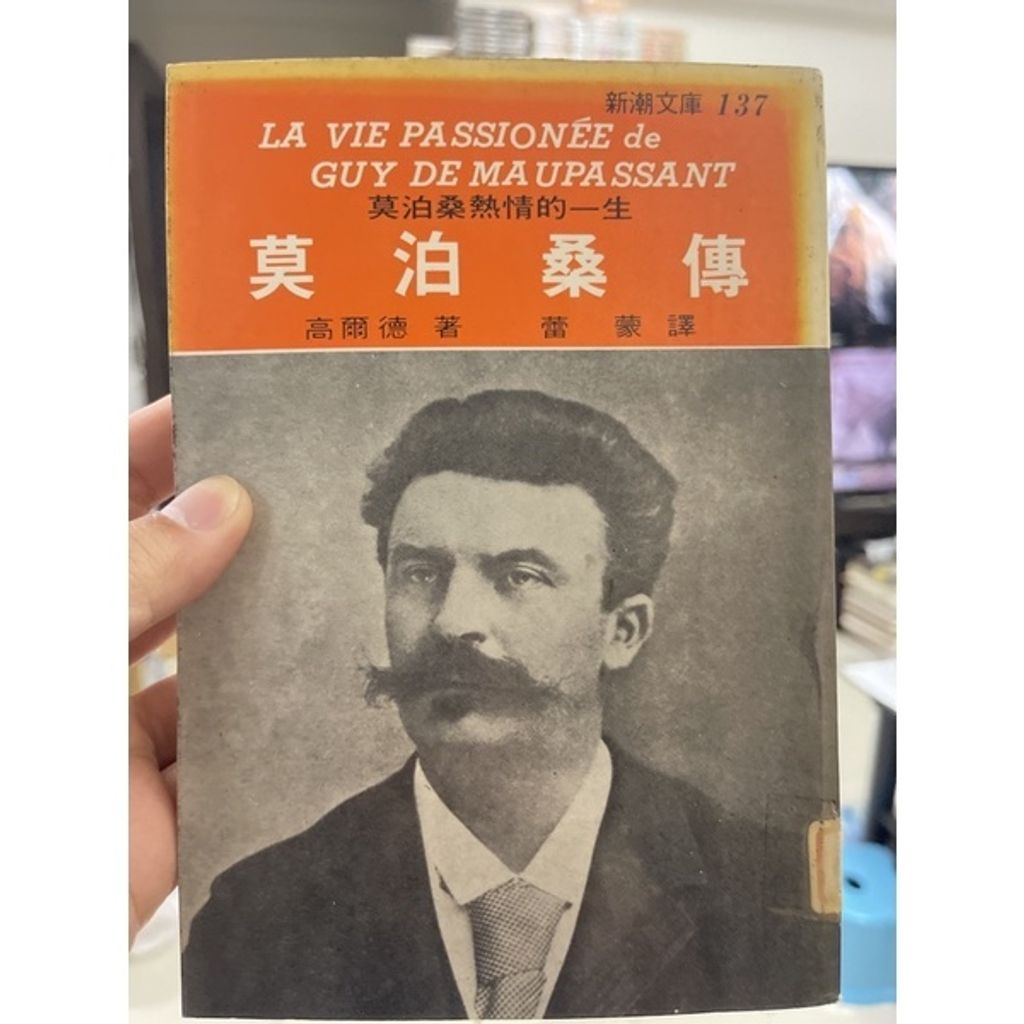 新潮文庫 137
LA VIE PASSIONÉE de
GUY DE MAUPASSANT
莫泊桑熱情的一生
莫泊桑傳
高爾德 著 蕾蒙譯